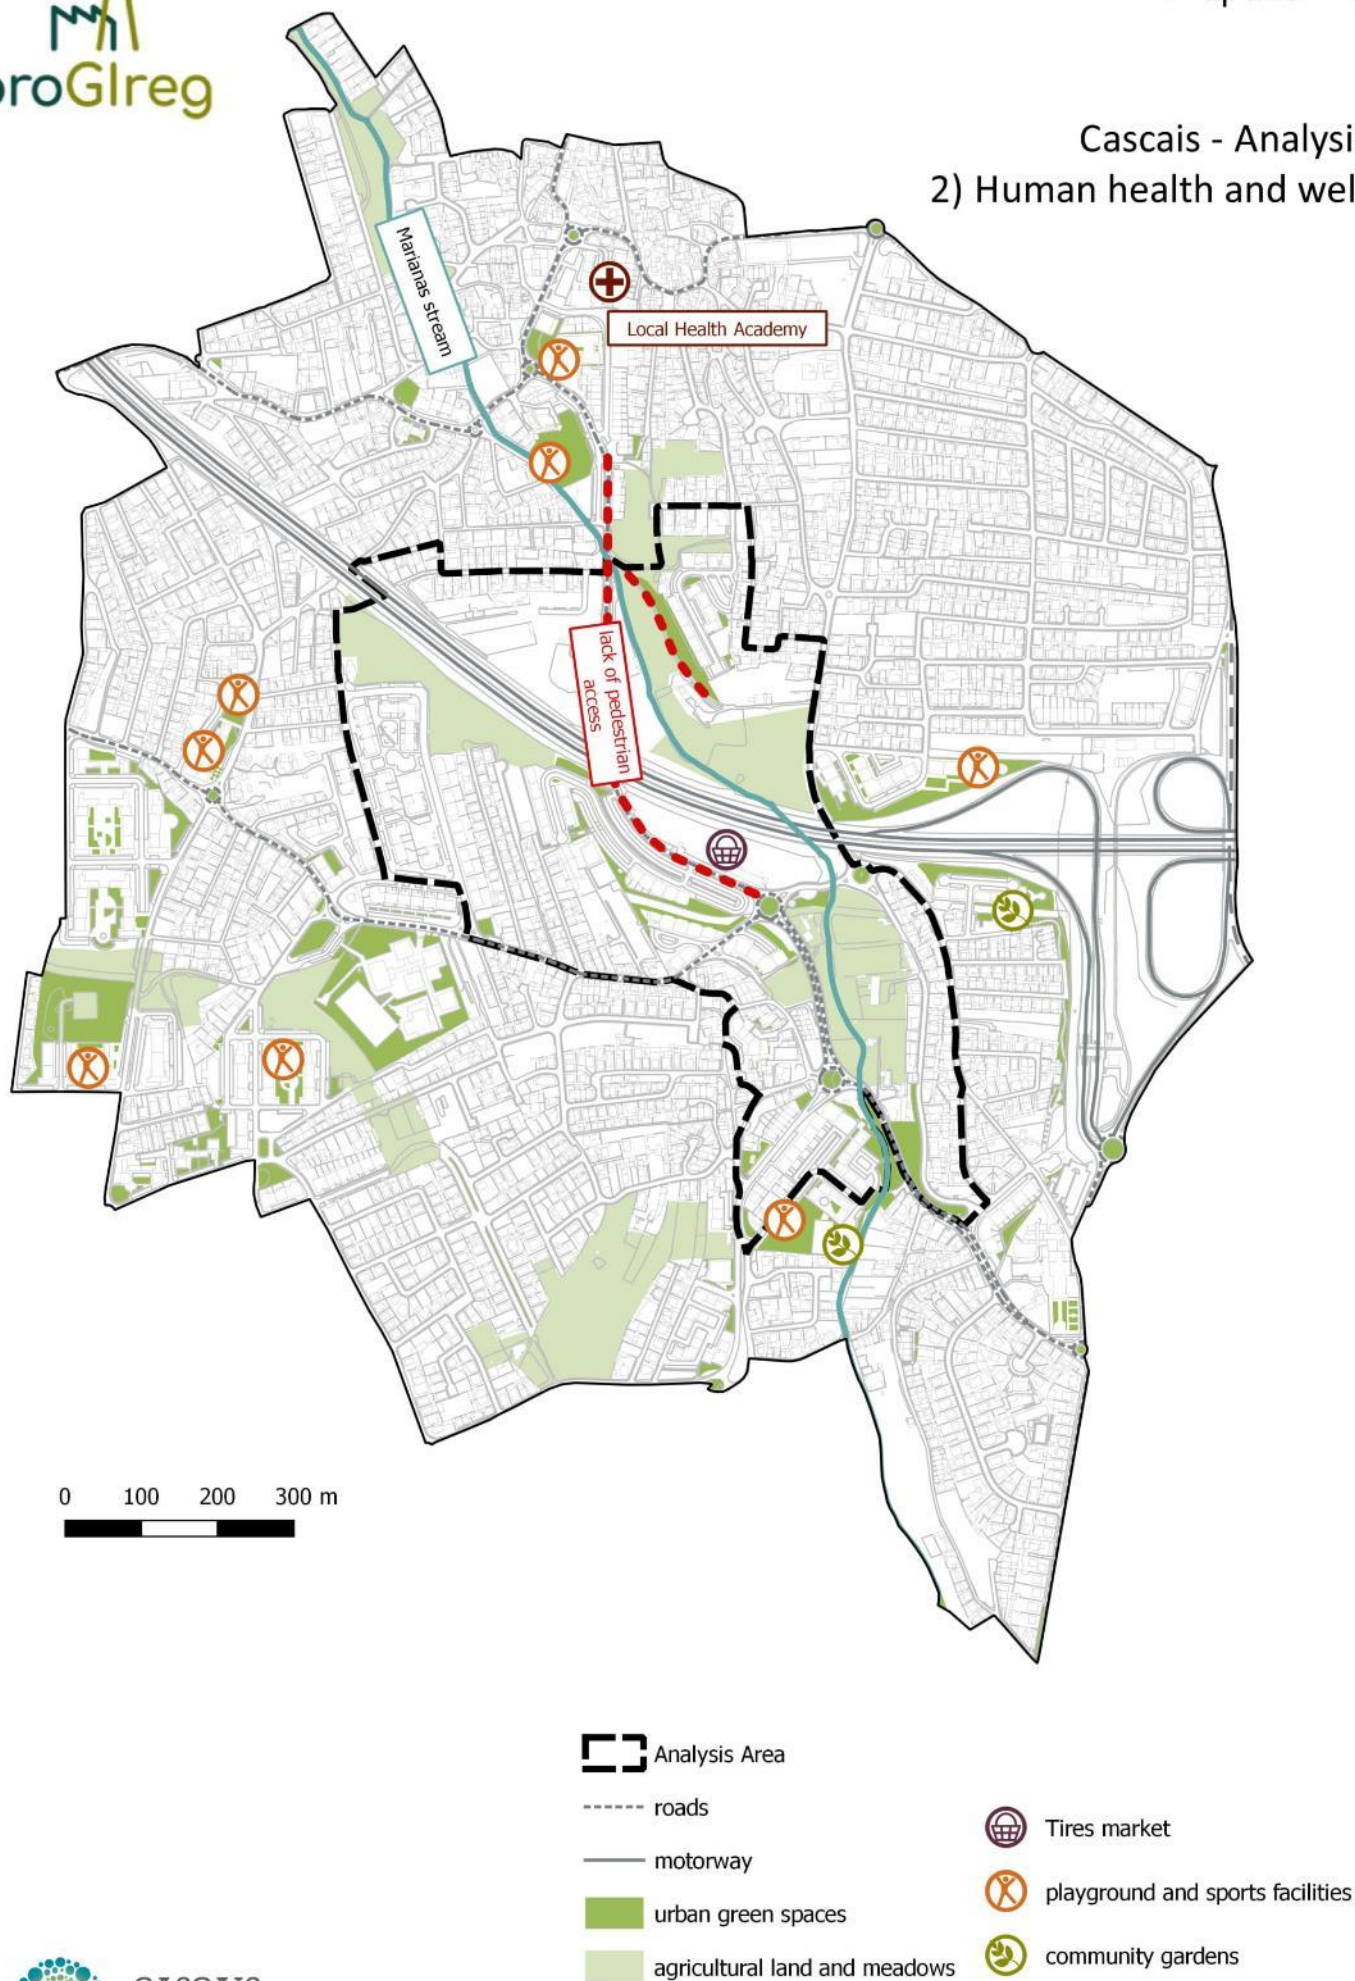 proGIreg
Cascais - Analysi
2) Human health and wel
Marianas stream
Local Health Academy
lack of pedestrian
access
0 100 200 300 m
Analysis Area
roads
motorway
urban green spaces
agricultural land and meadows
Tires market
playground and sports facilities
community gardens